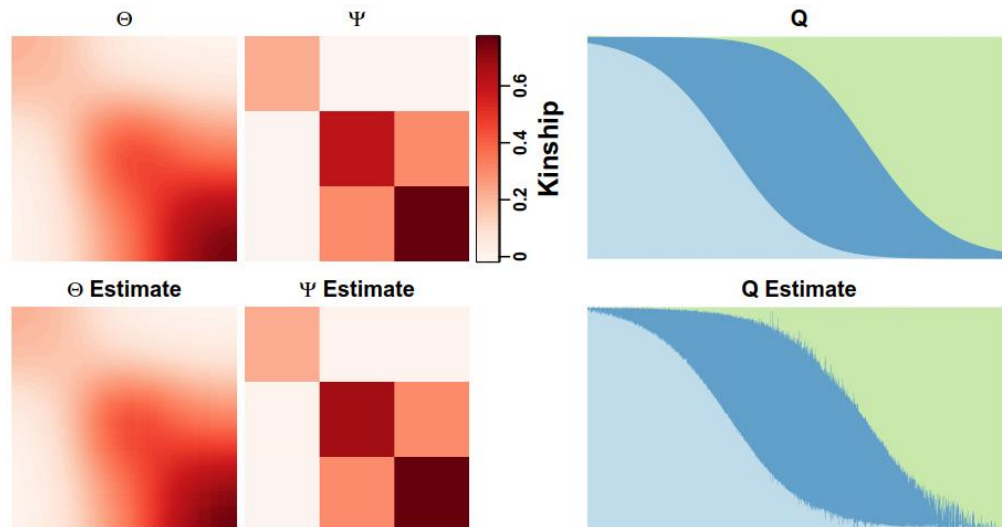 Θ
Ψ
Q
0.6
0.4
0.2
0
Kinship
Θ Estimate
Ψ Estimate
Q Estimate